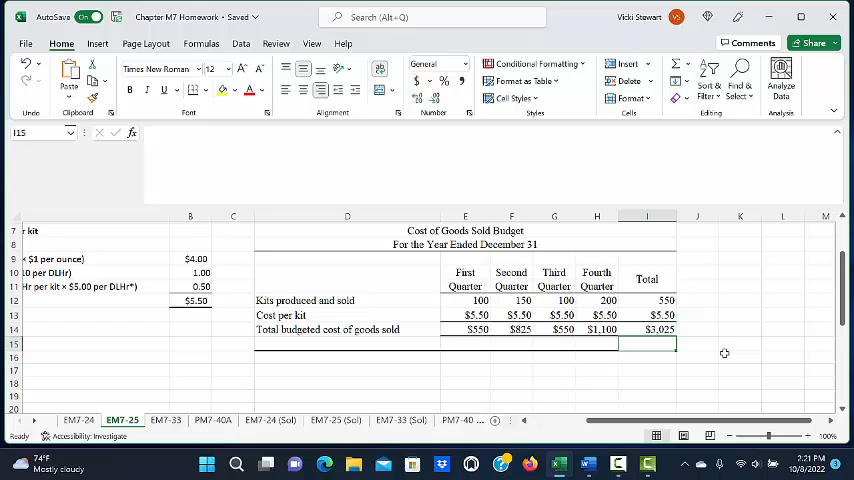 AutoSave On Chapter M7 Homework • Saved Search (Alt+Q) Vicki Stewart VS
File Home Insert Page Layout Formulas Data Review View Help Comments Share
Paste Times New Roman 12 General Conditional Formatting Insert
B I U A $ % Format as Table Delete Sort & Filter Find & Select Analyze Data
Cell Styles Format
Undo Clipboard Font Alignment Number Styles Cells Editing Analysis
I15 fx
B C D E F G H I J K L M
7 r kit Cost of Goods Sold Budget
8 For the Year Ended December 31
9 × $1 per ounce) $4.00 First Quarter Second Quarter Third Quarter Fourth Quarter Total
10 10 per DLHr) 1.00
11 Hr per kit × $5.00 per DLHr*) 0.50
12 $5.50 Kits produced and sold 100 150 100 200 550
13 Cost per kit $5.50 $5.50 $5.50 $5.50 $5.50
14 Total budgeted cost of goods sold $550 $825 $550 $1,100 $3,025
15
16
17
18
19
20
EM7-24 EM7-25 EM7-33 PM7-40A EM7-24 (Sol) EM7-25 (Sol) EM7-33 (Sol) PM7-40 ...
Ready Accessibility: Investigate 100%
74°F
Mostly cloudy
2:21 PM
10/8/2022